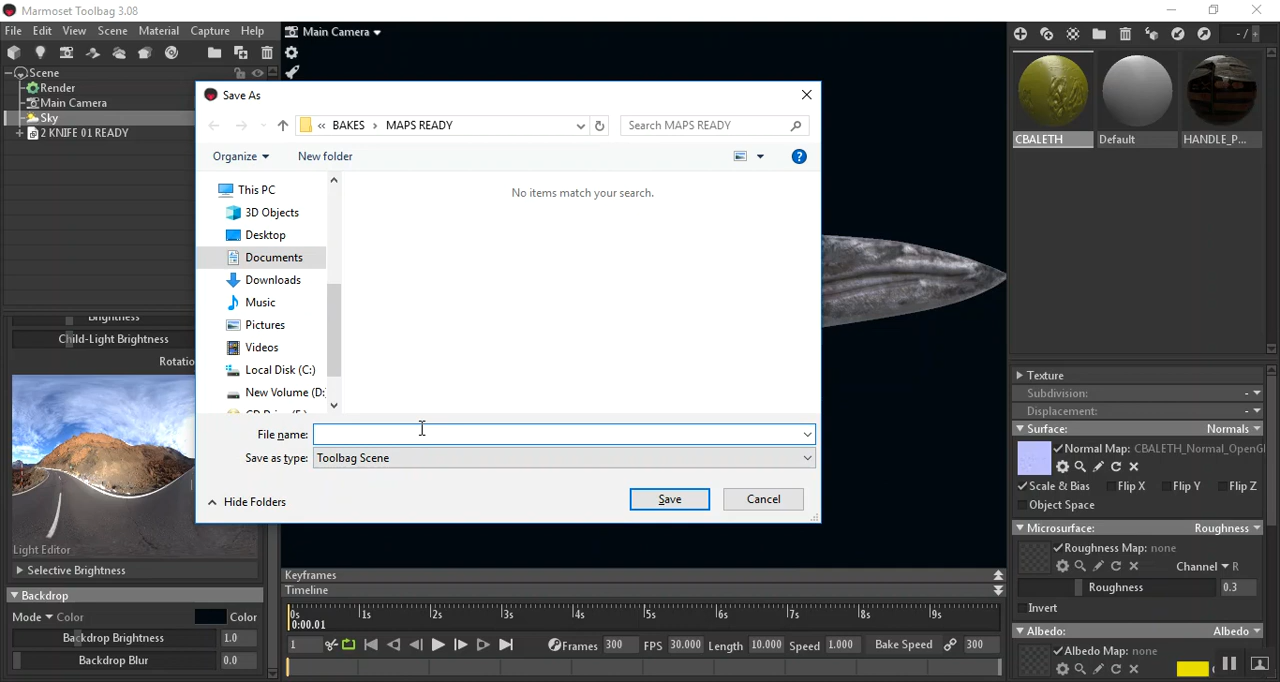 Marmoset Toolbag 3.08
File Edit View Scene Material Capture Help
Main Camera
- / +
Scene
Render
Main Camera
Sky
2 KNIFE 01 READY
Save As
« BAKES > MAPS READY
Search MAPS READY
Organize
New folder
This PC
3D Objects
Desktop
Documents
Downloads
Music
Pictures
Videos
Local Disk (C:)
New Volume (D:
No items match your search.
File name:
Save as type: Toolbag Scene
Hide Folders
Save
Cancel
CBALETH
Default
HANDLE_P...
Brightness
Child-Light Brightness
Rotatio
Light Editor
Selective Brightness
Backdrop
Mode Color
Color
Backdrop Brightness 1.0
Backdrop Blur 0.0
Texture
Subdivision: -
Displacement: -
Surface: Normals
Normal Map: CBALETH_Normal_OpenGl
Scale & Bias Flip X Flip Y Flip Z
Object Space
Microsurface: Roughness
Roughness Map: none
Channel R
Roughness 0.3
Invert
Albedo: Albedo
Albedo Map: none
Keyframes
Timeline
0s 1s 2s 3s 4s 5s 6s 7s 8s 9s
0:00.01
1
Frames 300 FPS 30.000 Length 10.000 Speed 1.000 Bake Speed 300